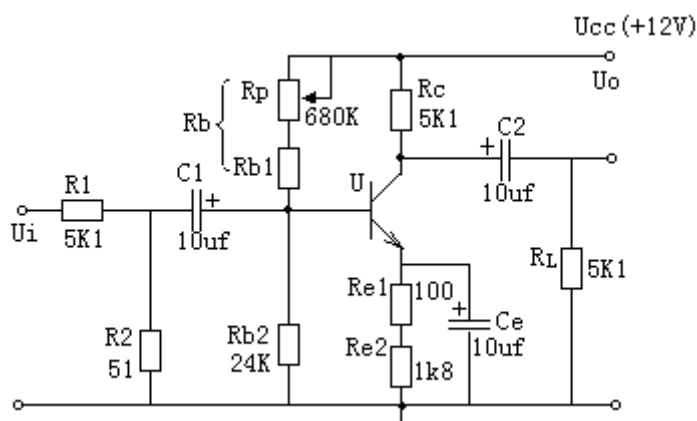 Ucc(+12V)
Uo
Rb
Rp
680K
Rc
5K1
Rb1
C2
+
10uf
U
C1
+
10uf
R1
Ui
5K1
RL
5K1
Re1
100
+
Ce
10uf
R2
51
Rb2
24K
Re2
1k8